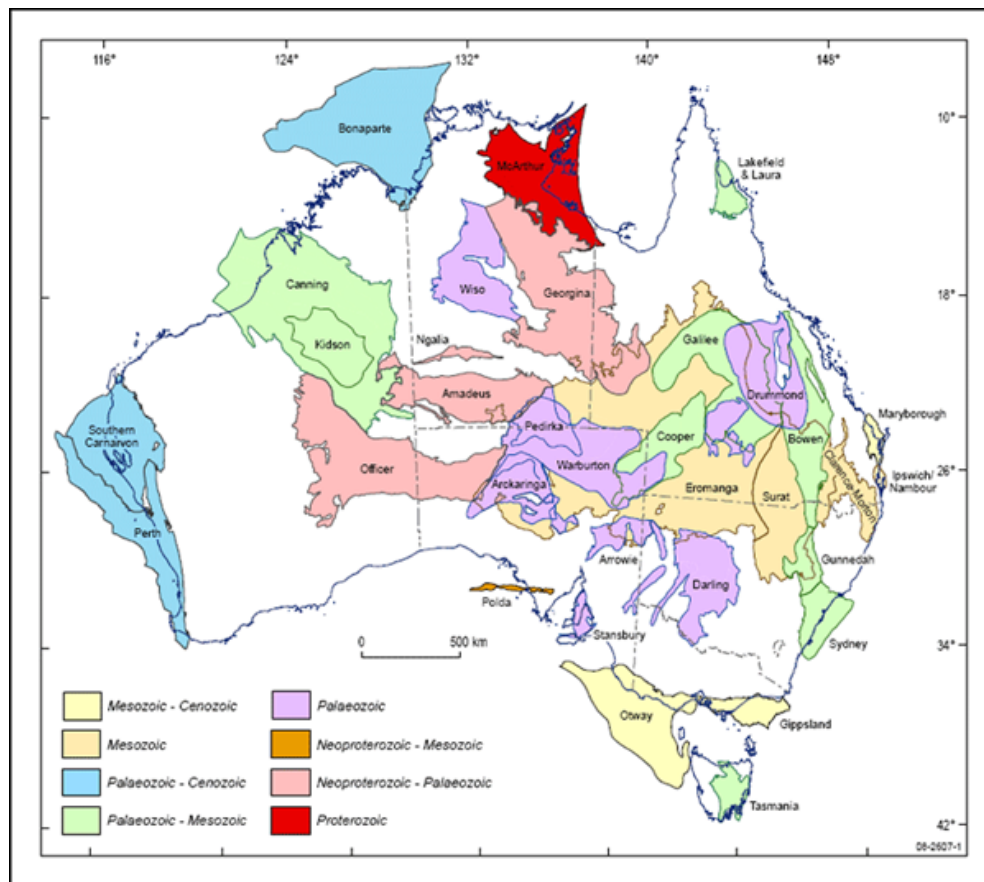 116°
124°
132°
140°
148°
10°
18°
26°
34°
42°
Bonaparte
McArthur
Lakefield
& Laura
Canning
Wiso
Georgina
Kidson
Ngalia
Galilee
Amadeus
Drummond
Maryborough
Southern
Carnarvon
Pedirka
Cooper
Bowen
Officer
Warburton
Ipswich/
Nambour
Arckaringa
Eromanga
Surat
Clarence Morton
Perth
Arrowie
Gunnedah
Polda
Darling
Stansbury
Sydney
0
500 km
Otway
Gippsland
Tasmania
Mesozoic - Cenozoic
Mesozoic
Palaeozoic - Cenozoic
Palaeozoic - Mesozoic
Palaeozoic
Neoproterozoic - Mesozoic
Neoproterozoic - Palaeozoic
Proterozoic
08-2607-1